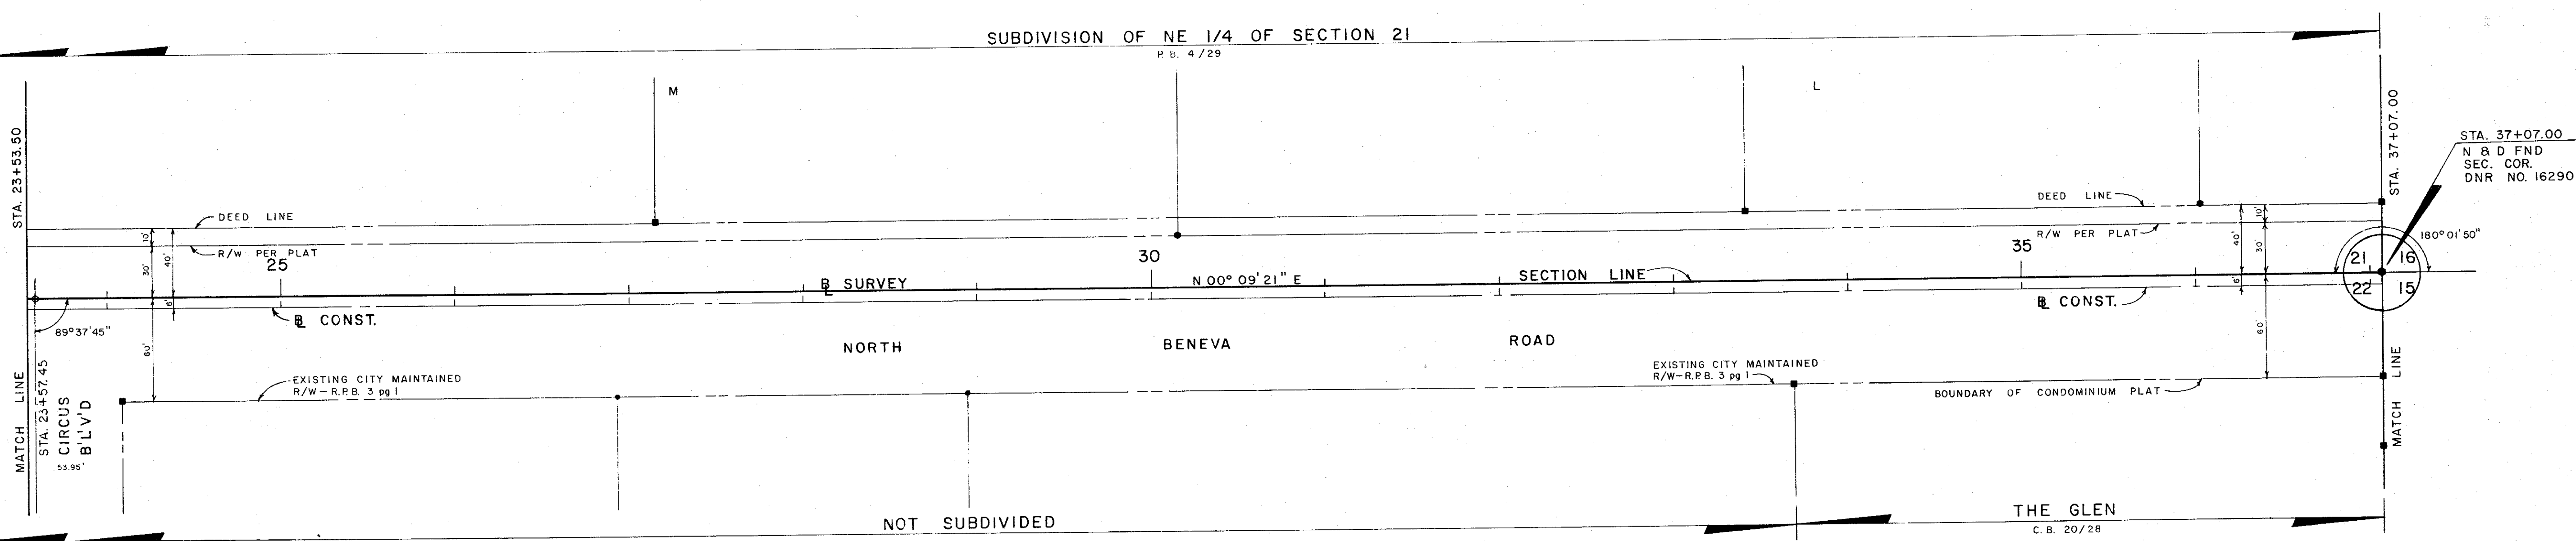 SUBDIVISION OF NE 1/4 OF SECTION 21
P. B. 4/29
M
L
STA. 23+53.50
STA. 37+07.00
STA. 37+07.00
N & D FND
SEC. COR.
DNR NO. 16290
DEED LINE
R/W PER PLAT
10'
30'
40'
6'
60'
DEED LINE
R/W PER PLAT
40'
10'
30'
6'
60'
180°01'50"
21 16
22 15
25
30
35
B SURVEY
N 00° 09' 21" E
SECTION LINE
B CONST.
B CONST.
89°37'45"
NORTH BENEVA ROAD
EXISTING CITY MAINTAINED
R/W-R.P.B. 3 pg 1
EXISTING CITY MAINTAINED
R/W-R.P.B. 3 pg 1
BOUNDARY OF CONDOMINIUM PLAT
MATCH LINE
STA. 23+57.45
CIRCUS
B'L'V'D
53.95'
MATCH LINE
NOT SUBDIVIDED
THE GLEN
C. B. 20/28